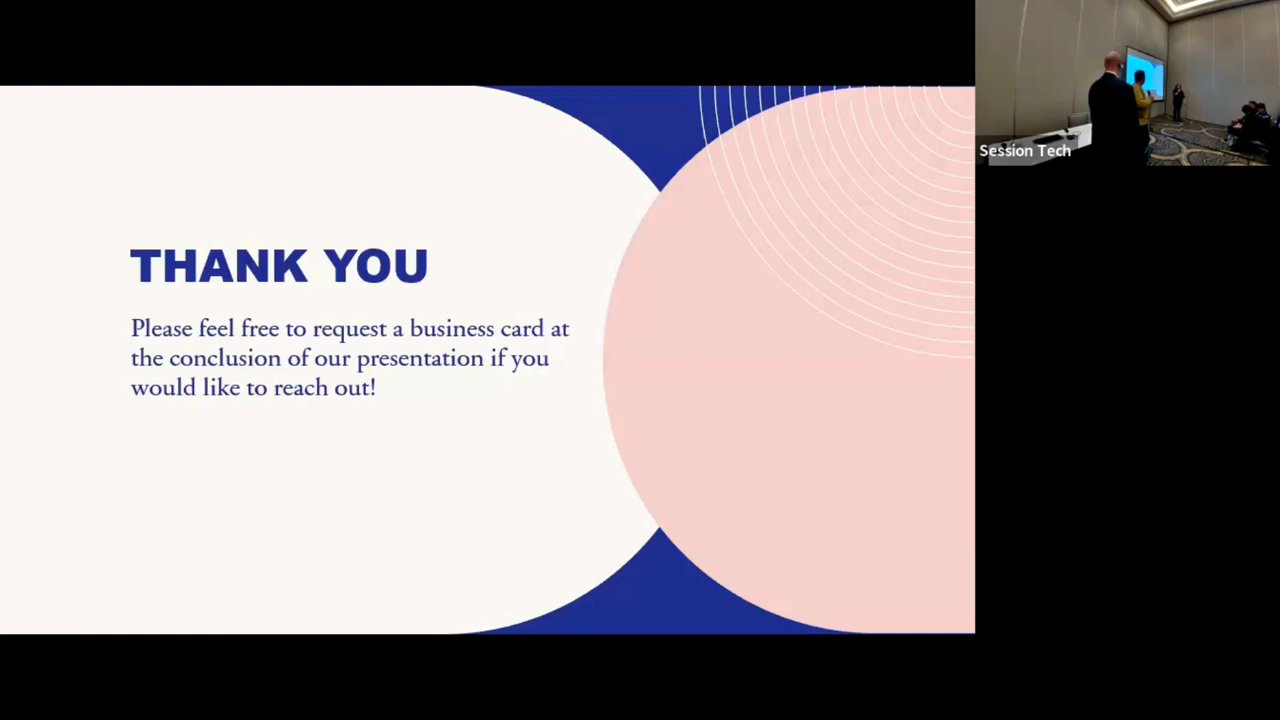 THANK YOU
Please feel free to request a business card at
the conclusion of our presentation if you
would like to reach out!
Session Tech